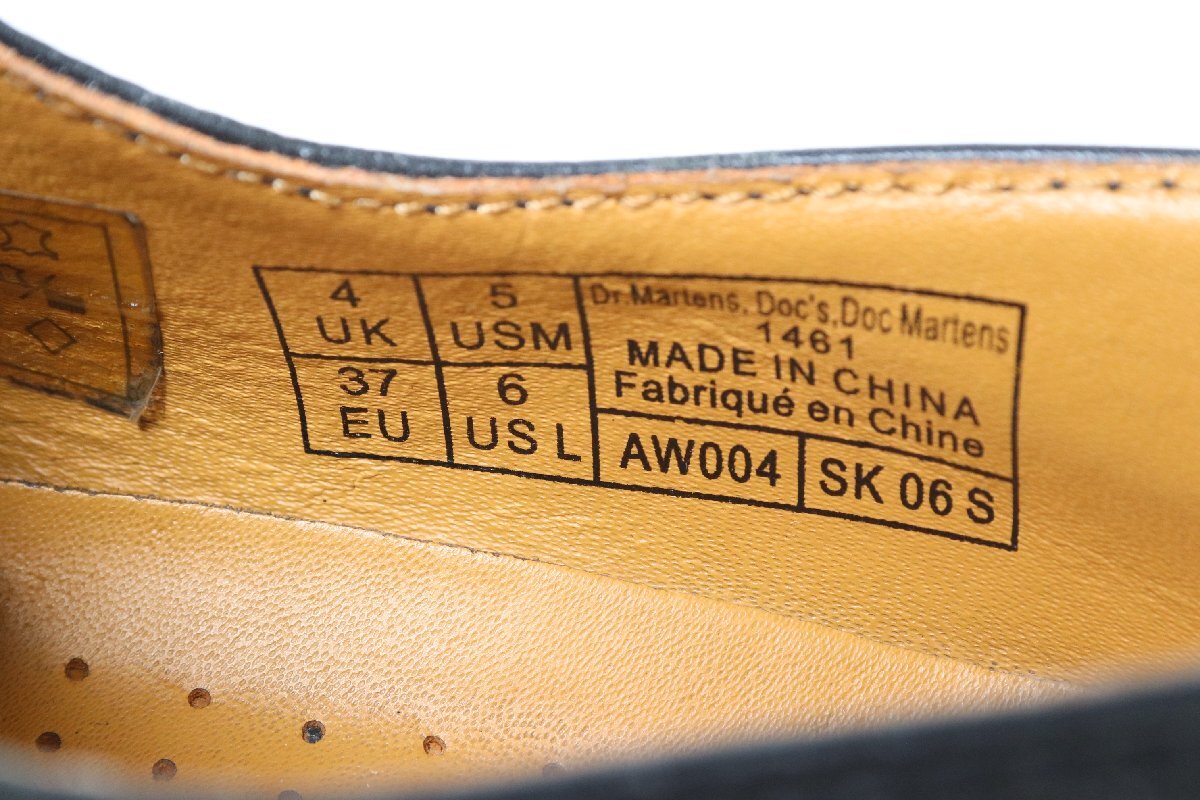 4
UK
5
USM
37
EU
6
US L
Dr.Martens, Doc's, Doc Martens
1461
MADE IN CHINA
Fabriqué en Chine
AW004
SK 06 S